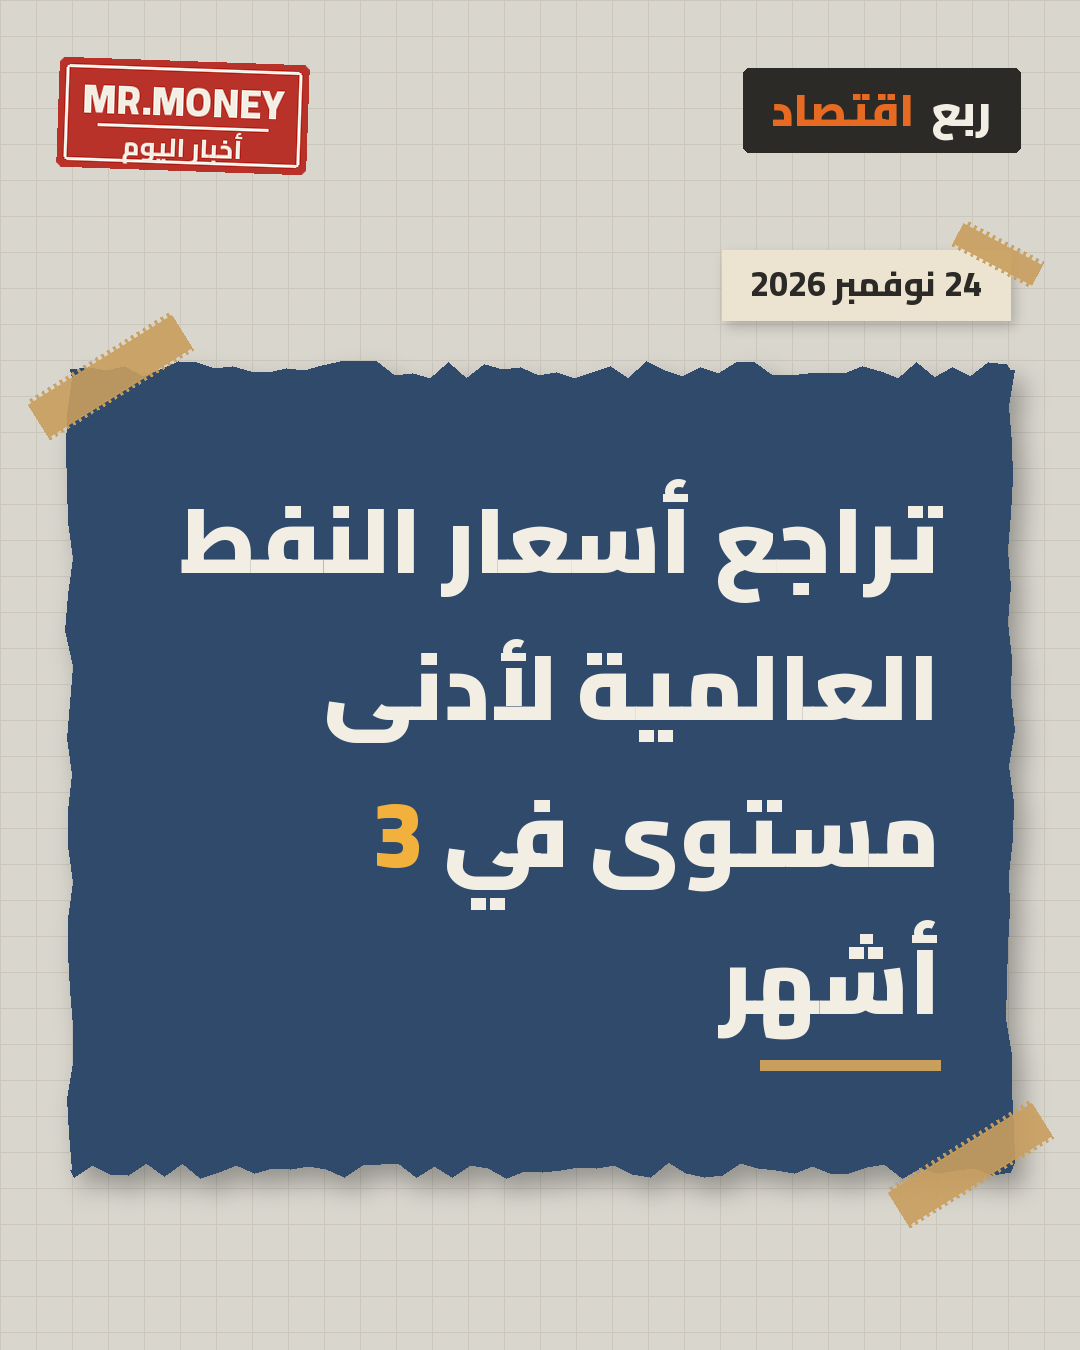 MR.MONEY
أخبار اليوم
ربع اقتصاد
24 نوفمبر 2026
تراجع أسعار النفط
العالمية لأدنى
مستوى في 3
أشهر